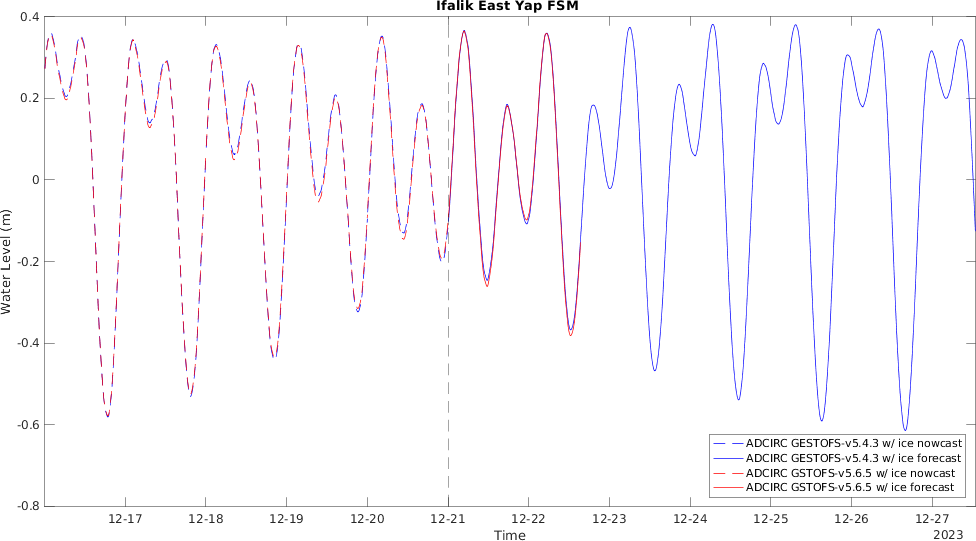 Ifalik East Yap FSM
0.4
0.2
0
-0.2
-0.4
-0.6
-0.8
Water Level (m)
ADCIRC GESTOFS-v5.4.3 w/ ice nowcast
ADCIRC GESTOFS-v5.4.3 w/ ice forecast
ADCIRC GSTOFS-v5.6.5 w/ ice nowcast
ADCIRC GSTOFS-v5.6.5 w/ ice forecast
12-17 12-18 12-19 12-20 12-21 12-22 12-23 12-24 12-25 12-26 12-27
Time
2023